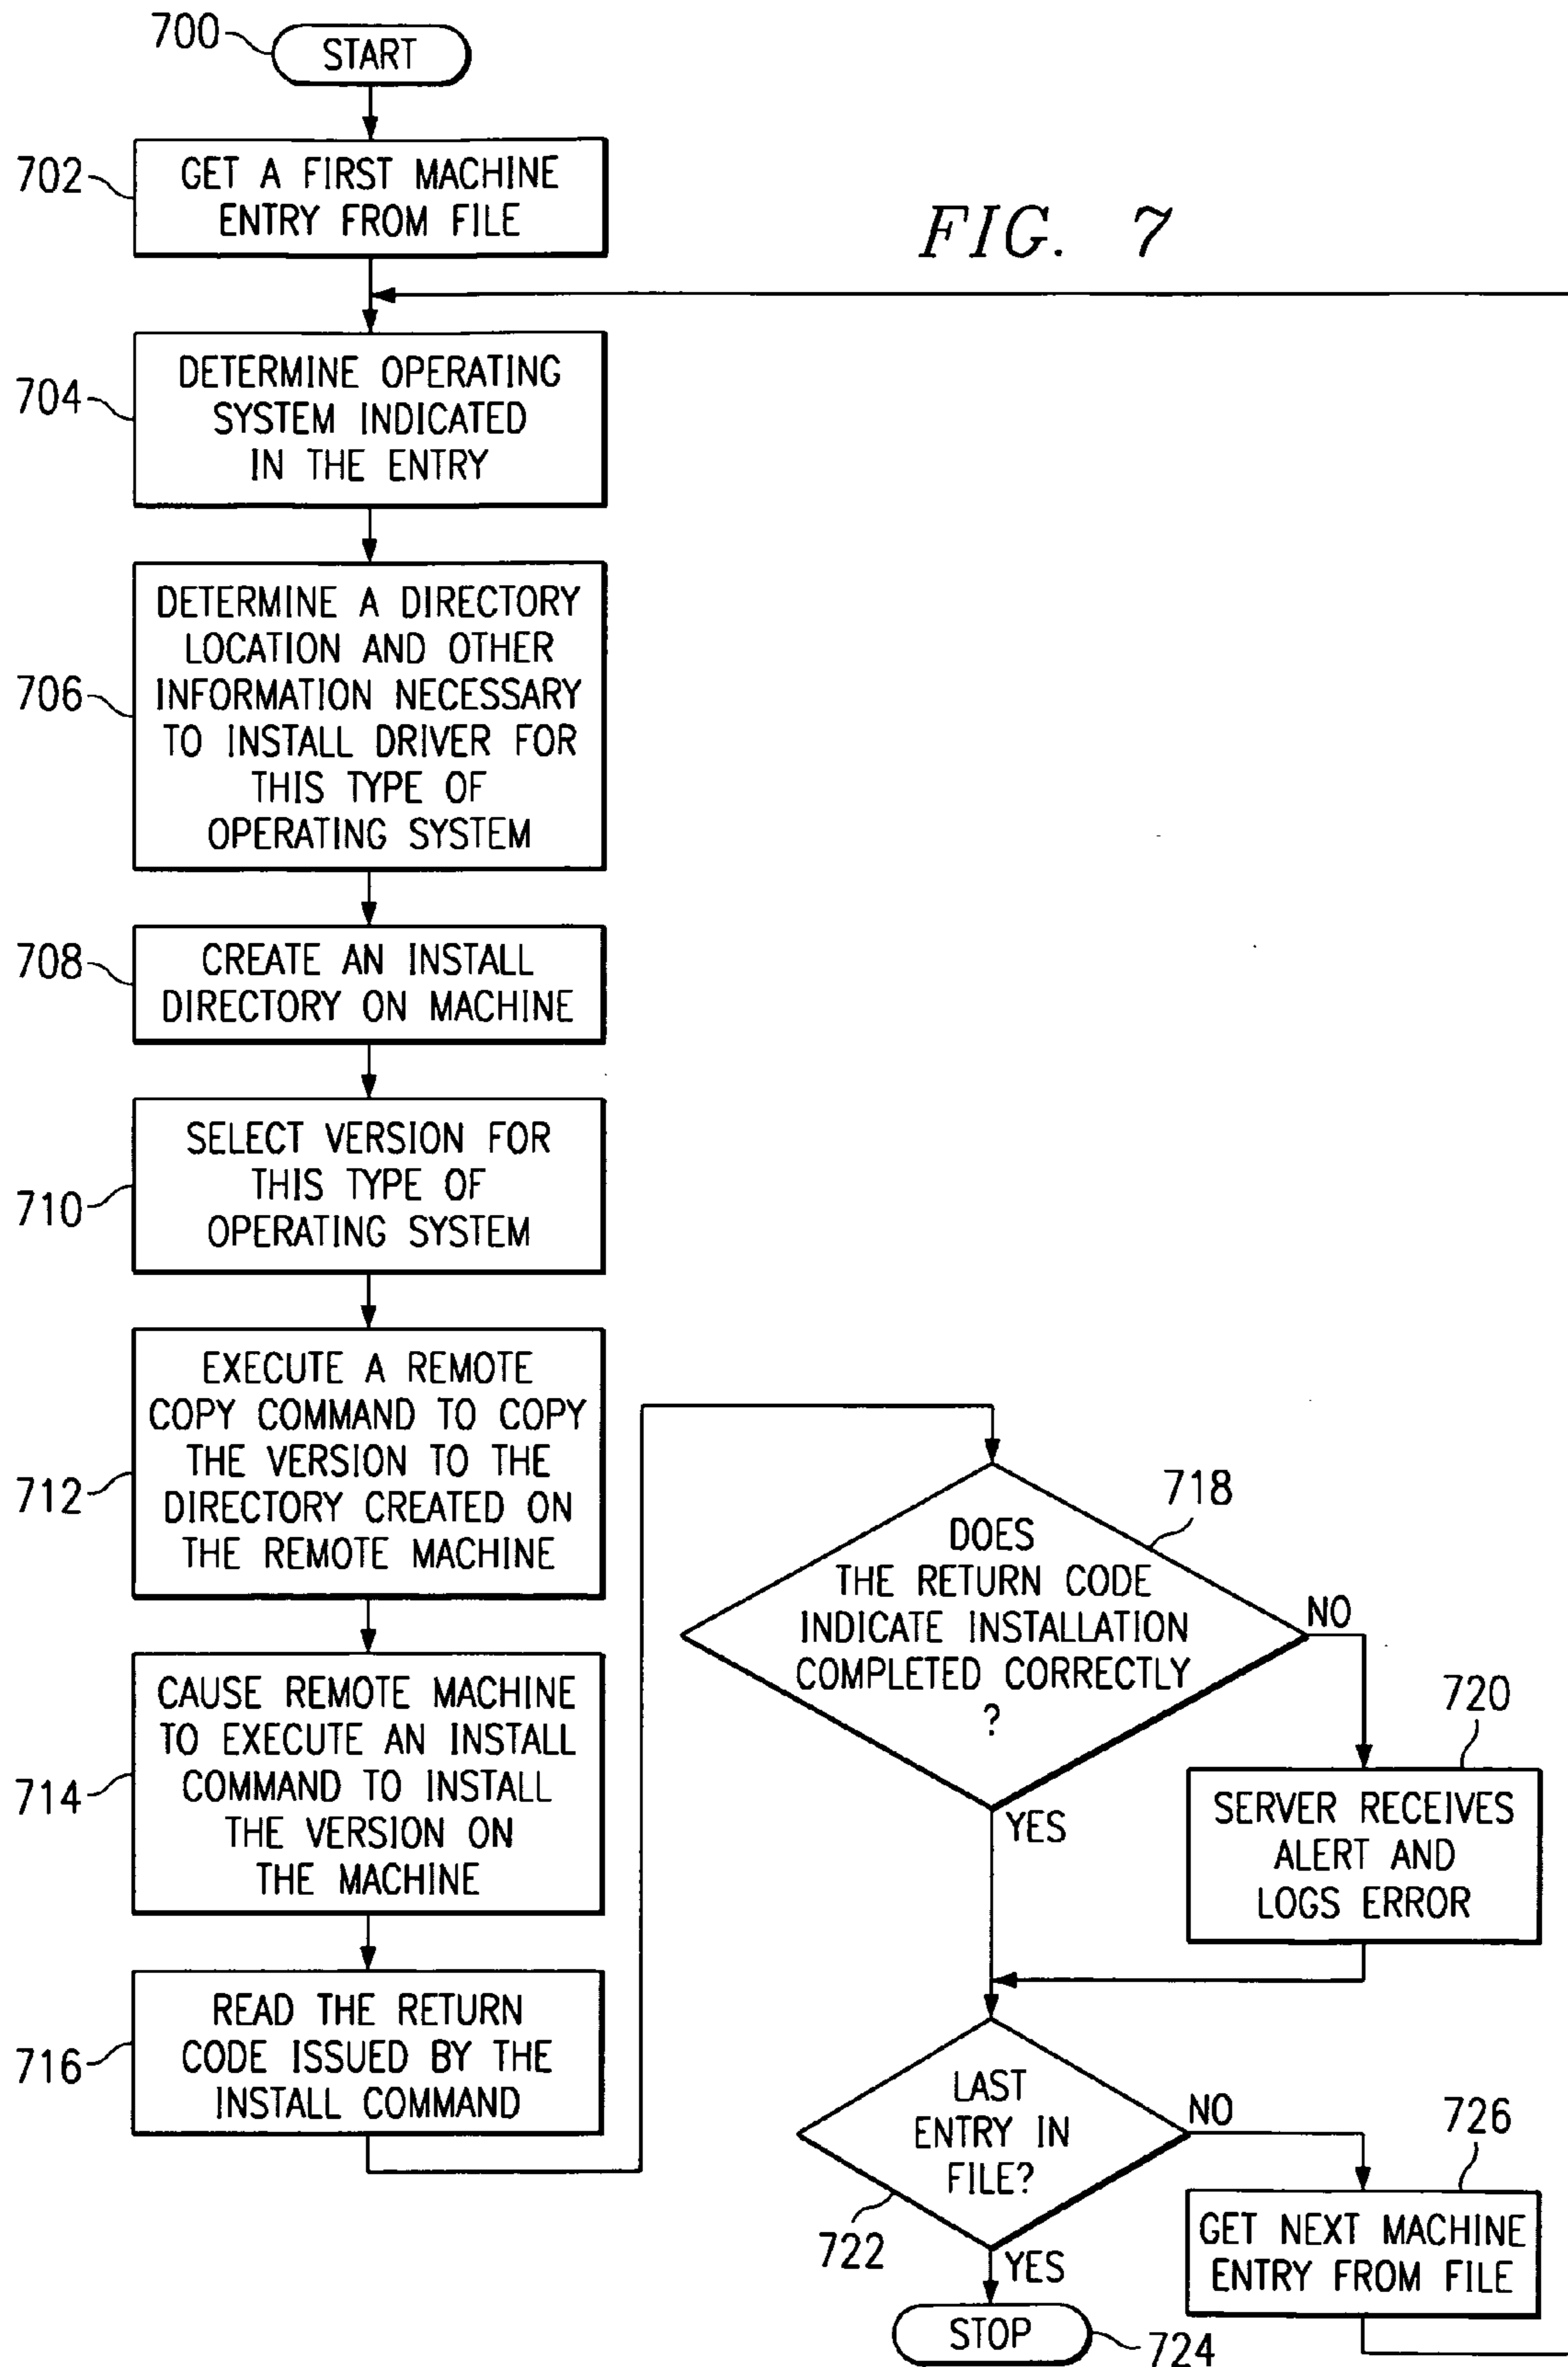 700
START
702
GET A FIRST MACHINE
ENTRY FROM FILE
FIG. 7
704
DETERMINE OPERATING
SYSTEM INDICATED
IN THE ENTRY
706
DETERMINE A DIRECTORY
LOCATION AND OTHER
INFORMATION NECESSARY
TO INSTALL DRIVER FOR
THIS TYPE OF
OPERATING SYSTEM
708
CREATE AN INSTALL
DIRECTORY ON MACHINE
710
SELECT VERSION FOR
THIS TYPE OF
OPERATING SYSTEM
712
EXECUTE A REMOTE
COPY COMMAND TO COPY
THE VERSION TO THE
DIRECTORY CREATED ON
THE REMOTE MACHINE
714
CAUSE REMOTE MACHINE
TO EXECUTE AN INSTALL
COMMAND TO INSTALL
THE VERSION ON
THE MACHINE
716
READ THE RETURN
CODE ISSUED BY THE
INSTALL COMMAND
718
DOES
THE RETURN CODE
INDICATE INSTALLATION
COMPLETED CORRECTLY
?
NO
YES
720
SERVER RECEIVES
ALERT AND
LOGS ERROR
LAST
ENTRY IN
FILE?
722
NO
YES
726
GET NEXT MACHINE
ENTRY FROM FILE
STOP
724